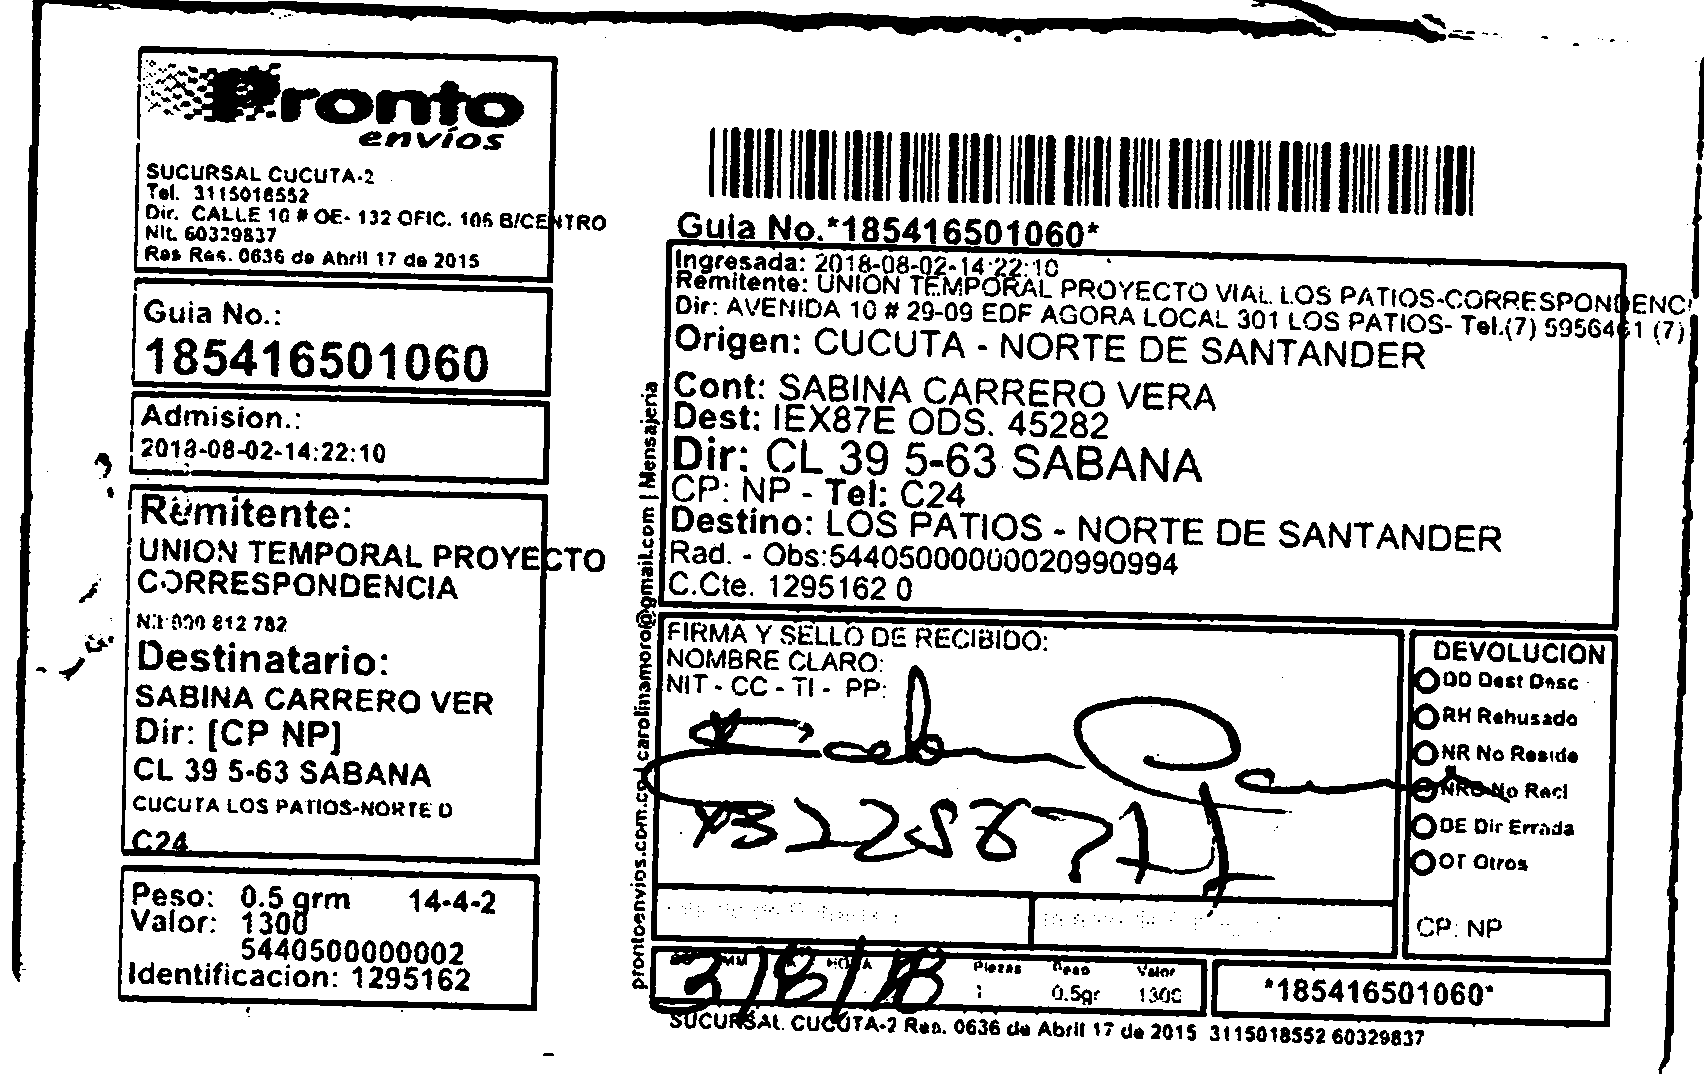 Pronto
envíos
SUCURSAL CUCUTA-2
Tel. 3115018552
Dir. CALLE 10 # OE- 132 OFIC. 106 B/CENTRO
Nit. 60329837
Res Res. 0636 de Abril 17 de 2015
Guia No.:
185416501060
Admision.:
2018-08-02-14:22:10
Remitente:
UNION TEMPORAL PROYECTO
CORRESPONDENCIA
Destinatario:
SABINA CARRERO VER
Dir: [CP NP]
CL 39 5-63 SABANA
CUCUTA LOS PATIOS-NORTE D
C24
Peso: 0.5 grm 14-4-2
Valor: 1300
5440500000002
Identificacion: 1295162
prontoenvios.com.co / carolinamoro@gmail.com | Mensajeria
Guia No.*185416501060*
Ingresada: 2018-08-02-14:22:10
Remitente: UNION TEMPORAL PROYECTO VIAL LOS PATIOS-CORRESPONDENCI
Dir: AVENIDA 10 # 29-09 EDF AGORA LOCAL 301 LOS PATIOS- Tel.(7) 5956461 (7)
Origen: CUCUTA - NORTE DE SANTANDER
Cont: SABINA CARRERO VERA
Dest: IEX87E ODS. 45282
Dir: CL 39 5-63 SABANA
CP: NP - Tel: C24
Destino: LOS PATIOS - NORTE DE SANTANDER
Rad. - Obs:54405000000020990994
C.Cte. 1295162 0
FIRMA Y SELLO DE RECIBIDO:
NOMBRE CLARO:
NIT - CC - TI - PP:
DEVOLUCION
DD Dest Desc
RH Rehusado
NR No Reside
NRC No Recl
DE Dir Errada
OT Otros
CP: NP
MM HORA Piezas Peso Valor
3/8/18 1 0.5gr 1300
*185416501060*
SUCURSAL CUCUTA-2 Res. 0636 de Abril 17 de 2015 3115018552 60329837